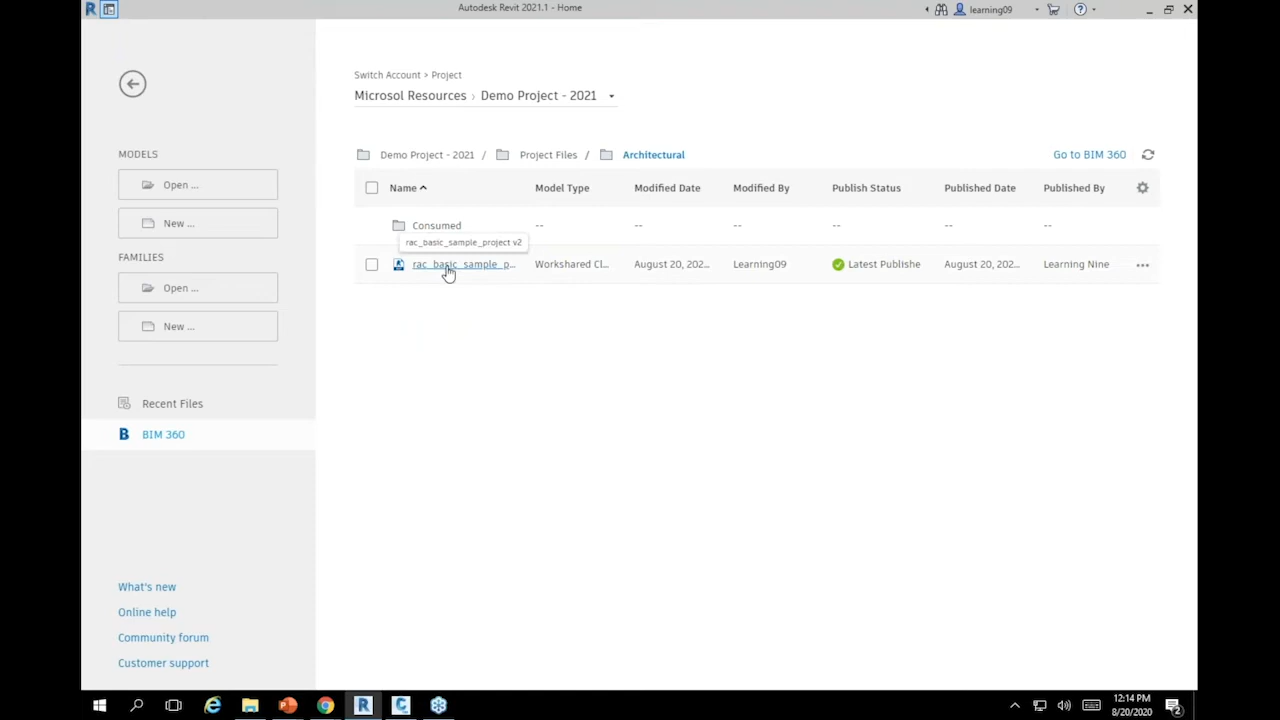 Autodesk Revit 2021.1 - Home
learning09
Switch Account > Project
Microsol Resources › Demo Project - 2021
MODELS
Open ...
New ...
FAMILIES
Open ...
New ...
Recent Files
BIM 360
What's new
Online help
Community forum
Customer support
Demo Project - 2021 / Project Files / Architectural
Go to BIM 360
Name Model Type Modified Date Modified By Publish Status Published Date Published By
Consumed -- -- -- -- -- --
rac_basic_sample_project v2
rac_basic_sample_p... Workshared Cl... August 20, 202... Learning09 Latest Publishe August 20, 202... Learning Nine
12:14 PM
8/20/2020
2